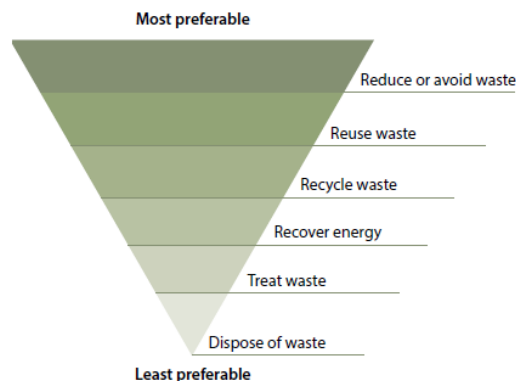 Most preferable
Reduce or avoid waste
Reuse waste
Recycle waste
Recover energy
Treat waste
Dispose of waste
Least preferable